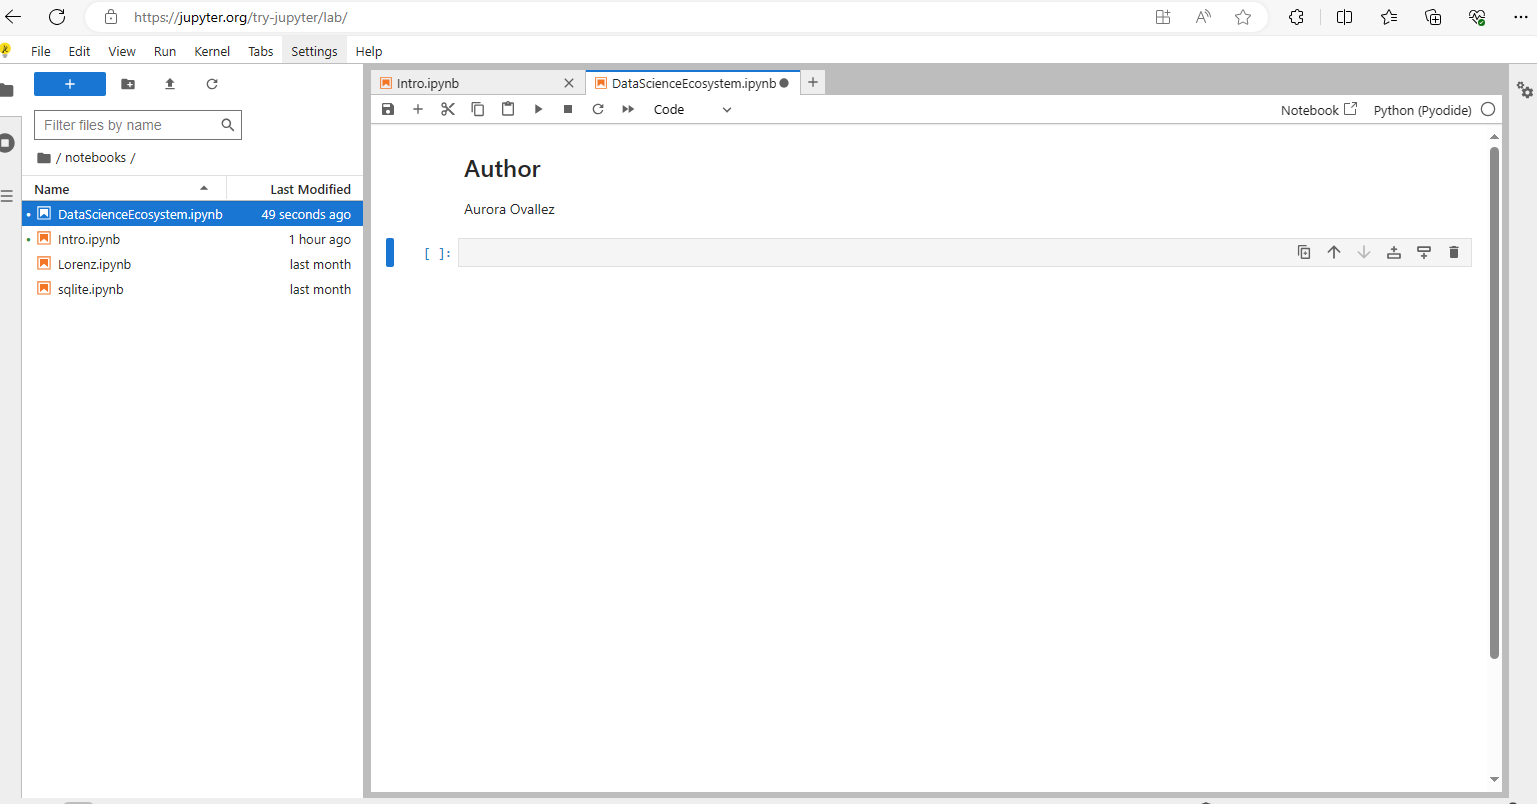 https://jupyter.org/try-jupyter/lab/
File Edit View Run Kernel Tabs Settings Help
Filter files by name
/ notebooks /
Name Last Modified
DataScienceEcosystem.ipynb 49 seconds ago
Intro.ipynb 1 hour ago
Lorenz.ipynb last month
sqlite.ipynb last month
Intro.ipynb DataScienceEcosystem.ipynb
Code Notebook Python (Pyodide)
Author
Aurora Ovallez
[ ]: